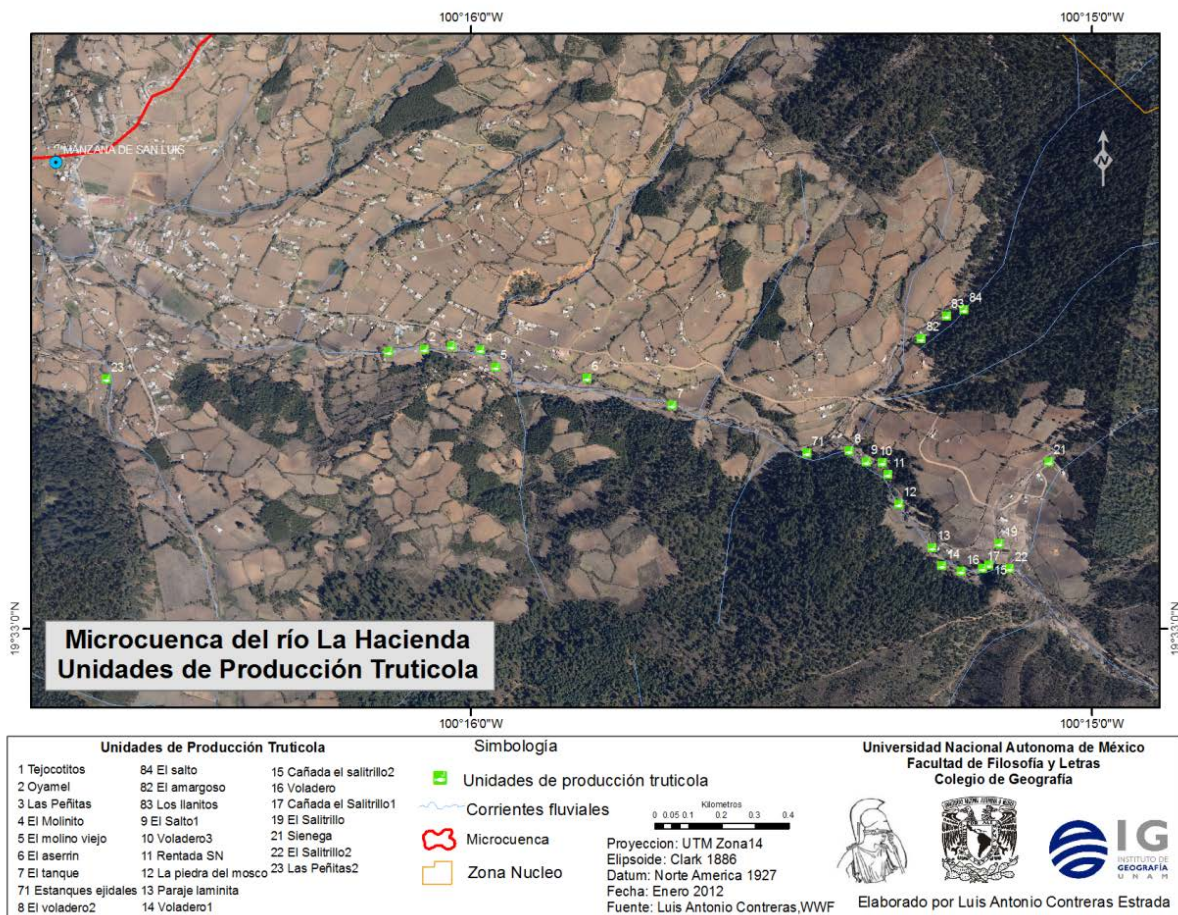 100°16'0"W
100°15'0"W
MANZANA DE SAN LUIS
84
83
82
3
4
5
23
6
7
71
8
9
10
11
21
12
13
19
14
16
17
22
15
19°33'0"N
19°33'0"N
Microcuenca del río La Hacienda
Unidades de Producción Truticola
100°16'0"W
100°15'0"W
Unidades de Producción Truticola
1 Tejocotitos
2 Oyamel
3 Las Peñitas
4 El Molinito
5 El molino viejo
6 El aserrin
7 El tanque
71 Estanques ejidales
8 El voladero2
84 El salto
82 El amargoso
83 Los llanitos
9 El Salto1
10 Voladero3
11 Rentada SN
12 La piedra del mosco
13 Paraje laminita
14 Voladero1
15 Cañada el salitrillo2
16 Voladero
17 Cañada el Salitrillo1
19 El Salitrillo
21 Sienega
22 El Salitrillo2
23 Las Peñitas2
Simbología
Unidades de producción truticola
Corrientes fluviales
Microcuenca
Zona Nucleo
Kilometros
0 0.05 0.1 0.2 0.3 0.4
Proyeccion: UTM Zona14
Elipsoide: Clark 1886
Datum: Norte America 1927
Fecha: Enero 2012
Fuente: Luis Antonio Contreras,WWF
Universidad Nacional Autonoma de México
Facultad de Filosofía y Letras
Colegio de Geografía
IG
INSTITUTO DE
GEOGRAFÍA
UNAM
Elaborado por Luis Antonio Contreras Estrada